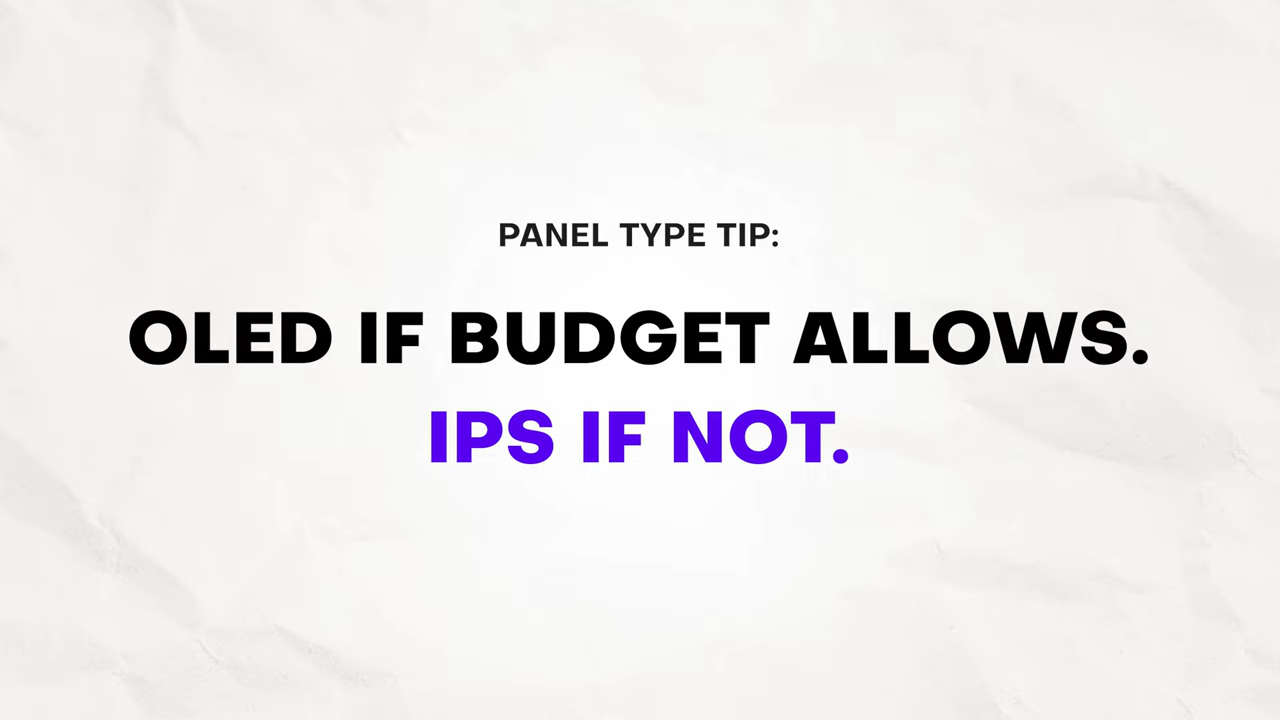 PANEL TYPE TIP:
OLED IF BUDGET ALLOWS.
IPS IF NOT.